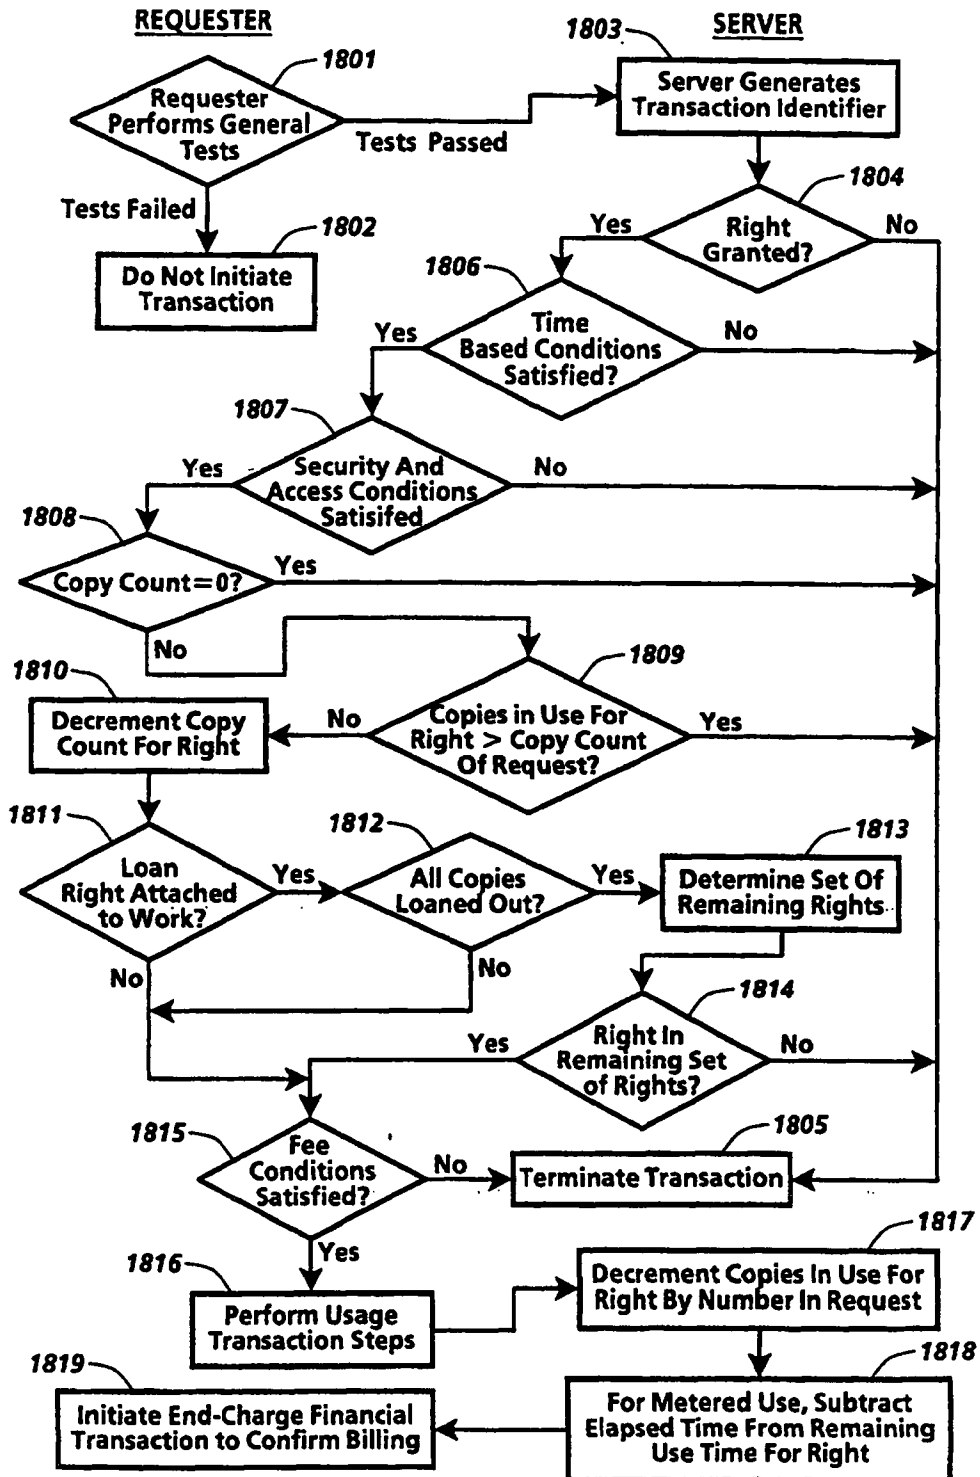 REQUESTER
SERVER
1801
Requester
Performs General
Tests
Tests Passed
1803
Server Generates
Transaction Identifier
Tests Failed
1802
Do Not Initiate
Transaction
1804
Right
Granted?
Yes
No
1806
Time
Based Conditions
Satisfied?
Yes
No
1807
Security And
Access Conditions
Satisifed
Yes
No
1808
Copy Count=0?
Yes
No
1809
Copies in Use For
Right > Copy Count
Of Request?
No
Yes
1810
Decrement Copy
Count For Right
1811
Loan
Right Attached
to Work?
Yes
No
1812
All Copies
Loaned Out?
Yes
No
1813
Determine Set Of
Remaining Rights
1814
Right In
Remaining Set
of Rights?
Yes
No
1815
Fee
Conditions
Satisfied?
No
Yes
1805
Terminate Transaction
1816
Perform Usage
Transaction Steps
1817
Decrement Copies In Use For
Right By Number In Request
1818
For Metered Use, Subtract
Elapsed Time From Remaining
Use Time For Right
1819
Initiate End-Charge Financial
Transaction to Confirm Billing